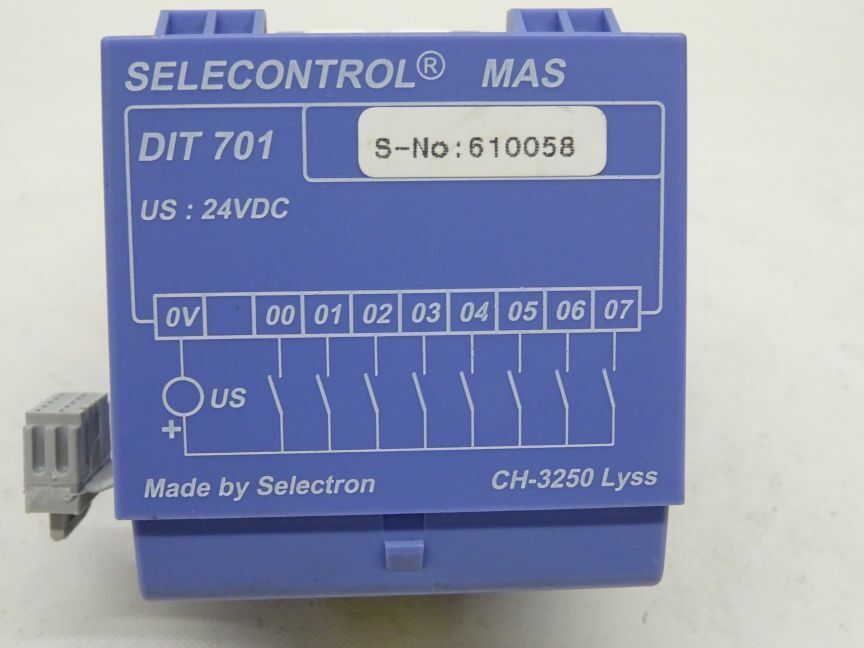 SELECONTROL® MAS
DIT 701
S-No:610058
US : 24VDC
0V 00 01 02 03 04 05 06 07
US
+
Made by Selectron CH-3250 Lyss